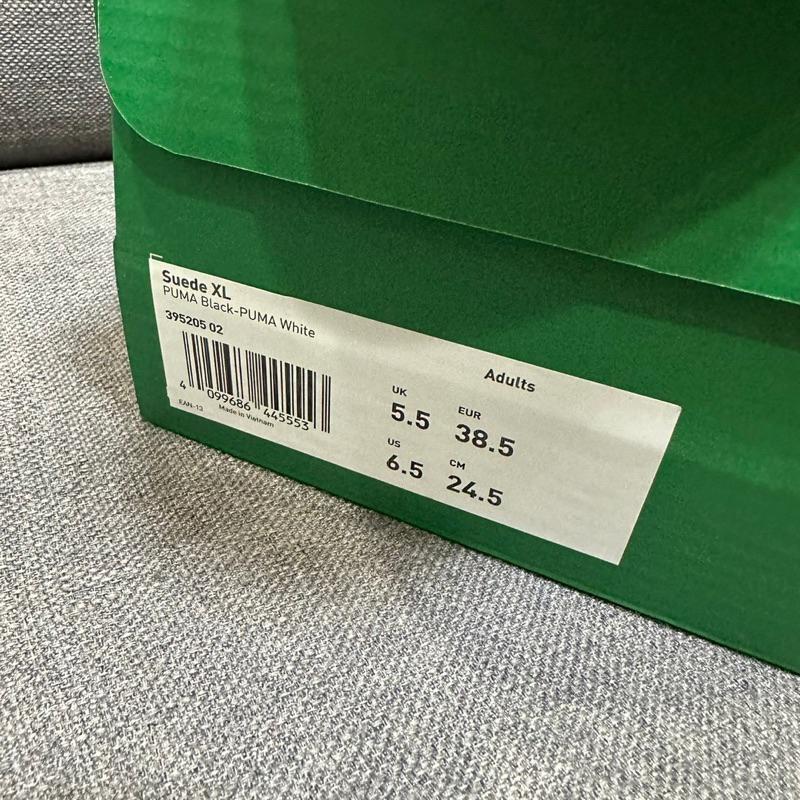 Suede XL
PUMA Black-PUMA White
395205 02
4 099686 445553
EAN-13 Made in Vietnam
Adults
UK EUR
5.5 38.5
US CM
6.5 24.5